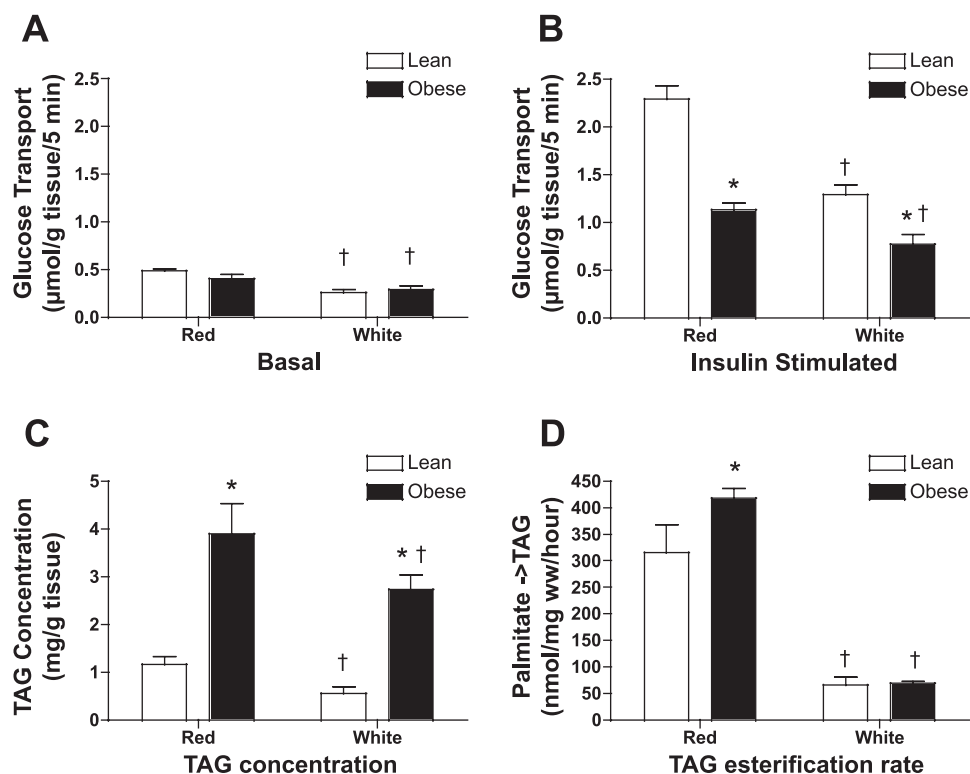 A
Lean
Obese
Glucose Transport
(µmol/g tissue/5 min)
2.5
2.0
1.5
1.0
0.5
0.0
† †
Red White
Basal
B
Lean
Obese
Glucose Transport
(µmol/g tissue/5 min)
2.5
2.0
1.5
1.0
0.5
0.0
*
†
* †
Red White
Insulin Stimulated
C
Lean
Obese
TAG Concentration
(mg/g tissue)
5
4
3
2
1
0
*
†
* †
Red White
TAG concentration
D
Lean
Obese
Palmitate ->TAG
(nmol/mg ww/hour)
450
400
350
300
250
200
150
100
50
0
*
† †
Red White
TAG esterification rate